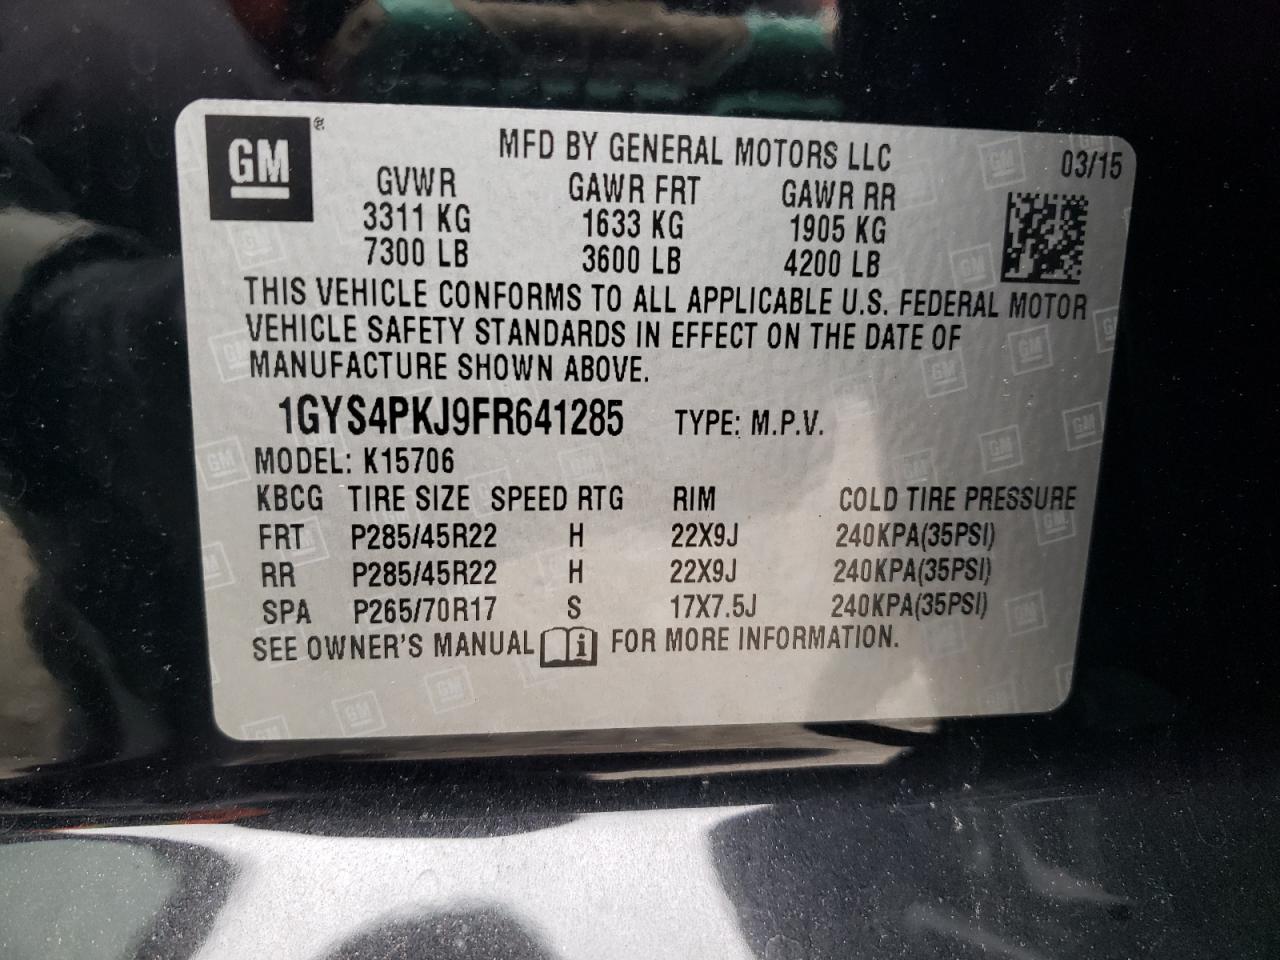 GM ®
MFD BY GENERAL MOTORS LLC 03/15
GVWR GAWR FRT GAWR RR
3311 KG 1633 KG 1905 KG
7300 LB 3600 LB 4200 LB
THIS VEHICLE CONFORMS TO ALL APPLICABLE U.S. FEDERAL MOTOR
VEHICLE SAFETY STANDARDS IN EFFECT ON THE DATE OF
MANUFACTURE SHOWN ABOVE.
1GYS4PKJ9FR641285 TYPE: M.P.V.
MODEL: K15706
KBCG TIRE SIZE SPEED RTG RIM COLD TIRE PRESSURE
FRT P285/45R22 H 22X9J 240KPA(35PSI)
RR P285/45R22 H 22X9J 240KPA(35PSI)
SPA P265/70R17 S 17X7.5J 240KPA(35PSI)
SEE OWNER'S MANUAL i FOR MORE INFORMATION.